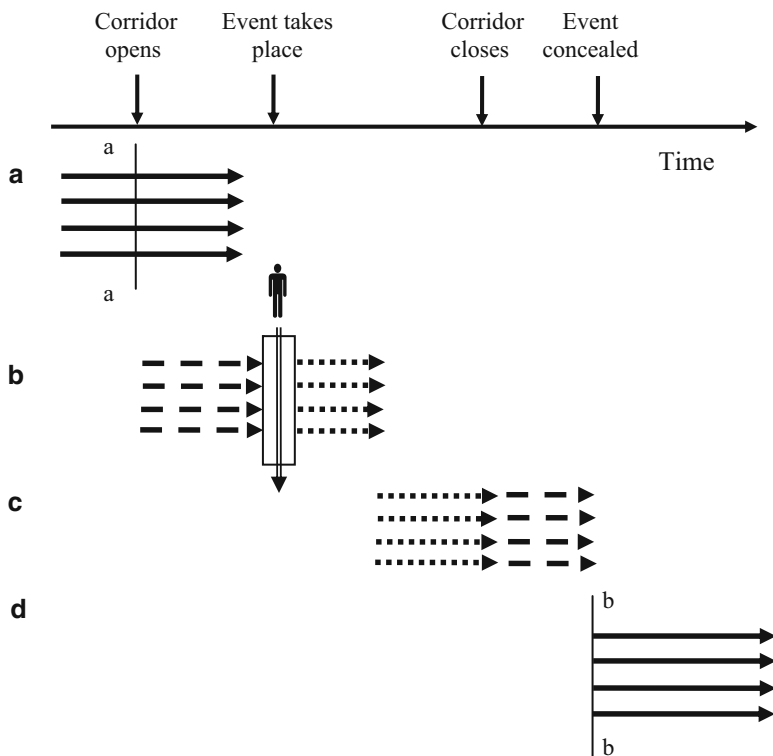 Corridor
opens
Event takes
place
Corridor
closes
Event
concealed
Time
a
a
a
b
c
d
b
b